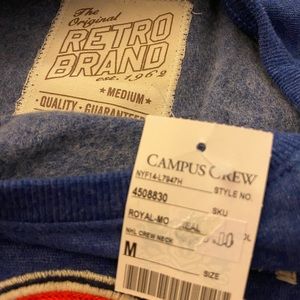 The
Original
RETRO
BRAND
est. 1969
• MEDIUM •
QUALITY - GUARANTEE
CAMPUS CREW
NYF14-L7947H
STYLE NO.
4508830
SKU
ROYAL-MO
NHL CREW NECK
M
SIZE